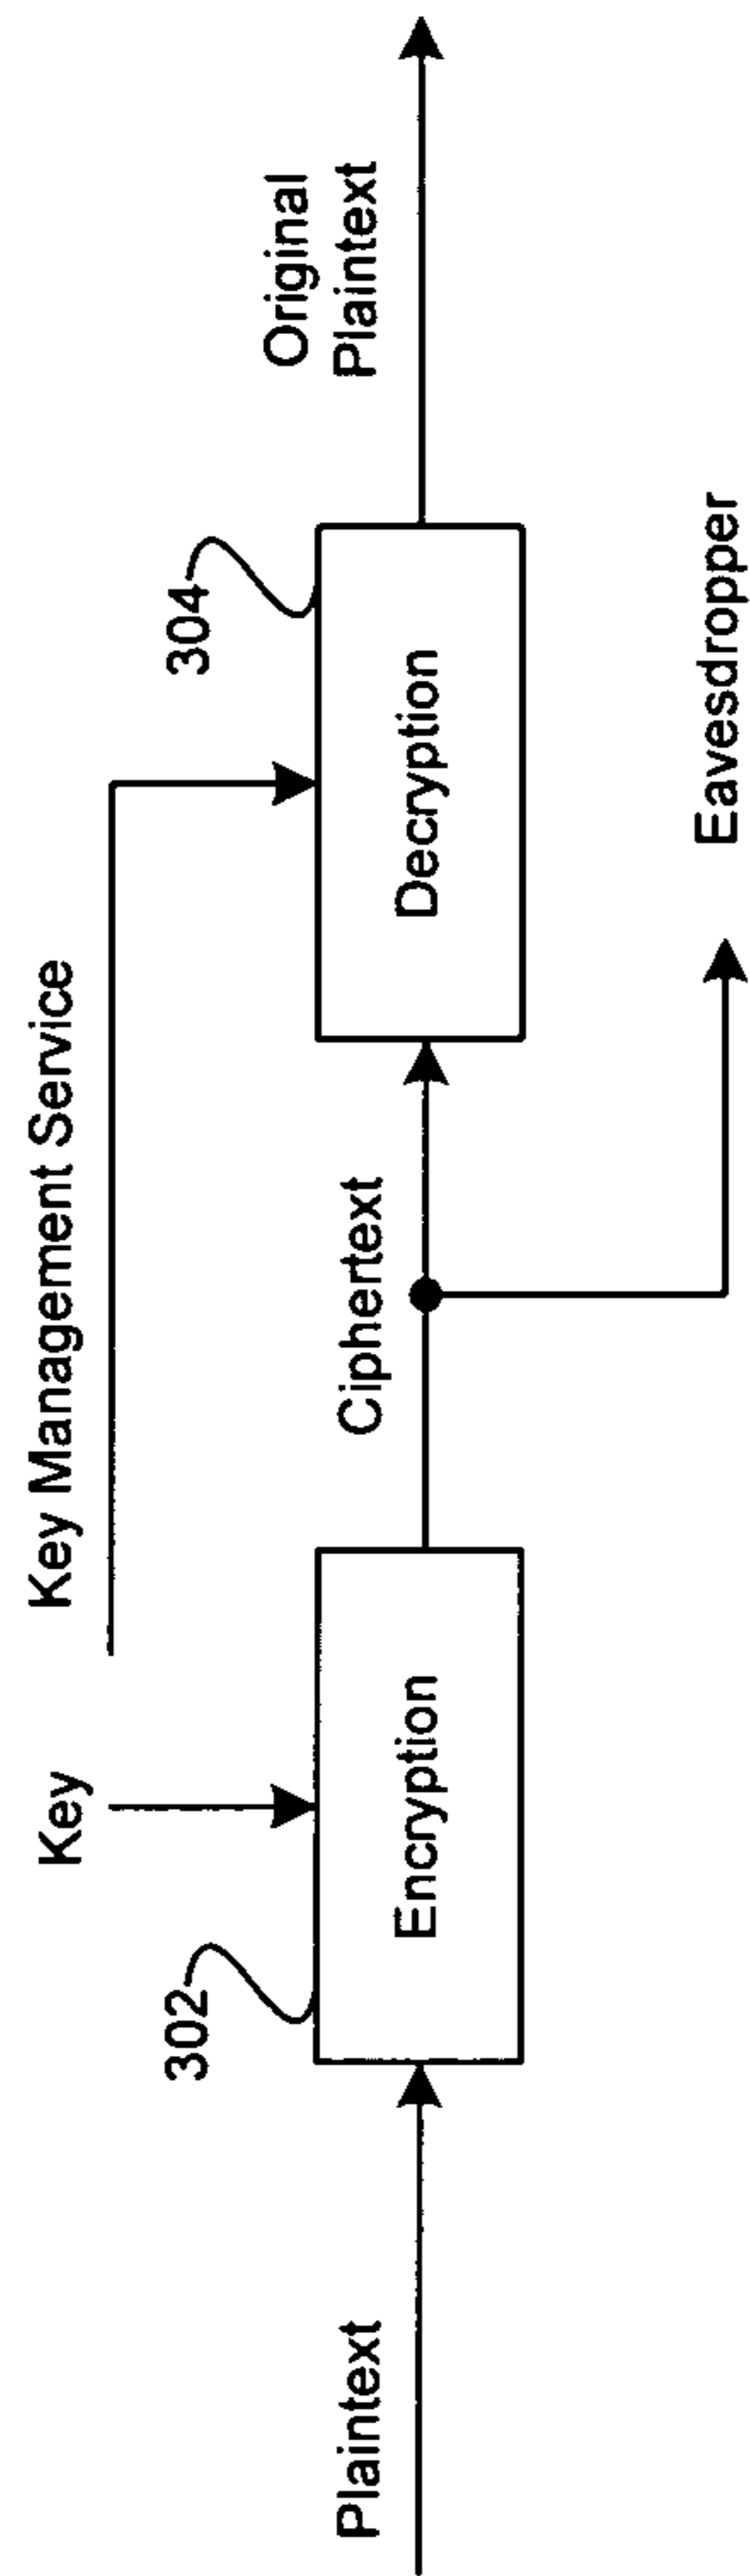 Key Management Service
Key
302
304
Plaintext
Encryption
Ciphertext
Decryption
Original
Plaintext
Eavesdropper